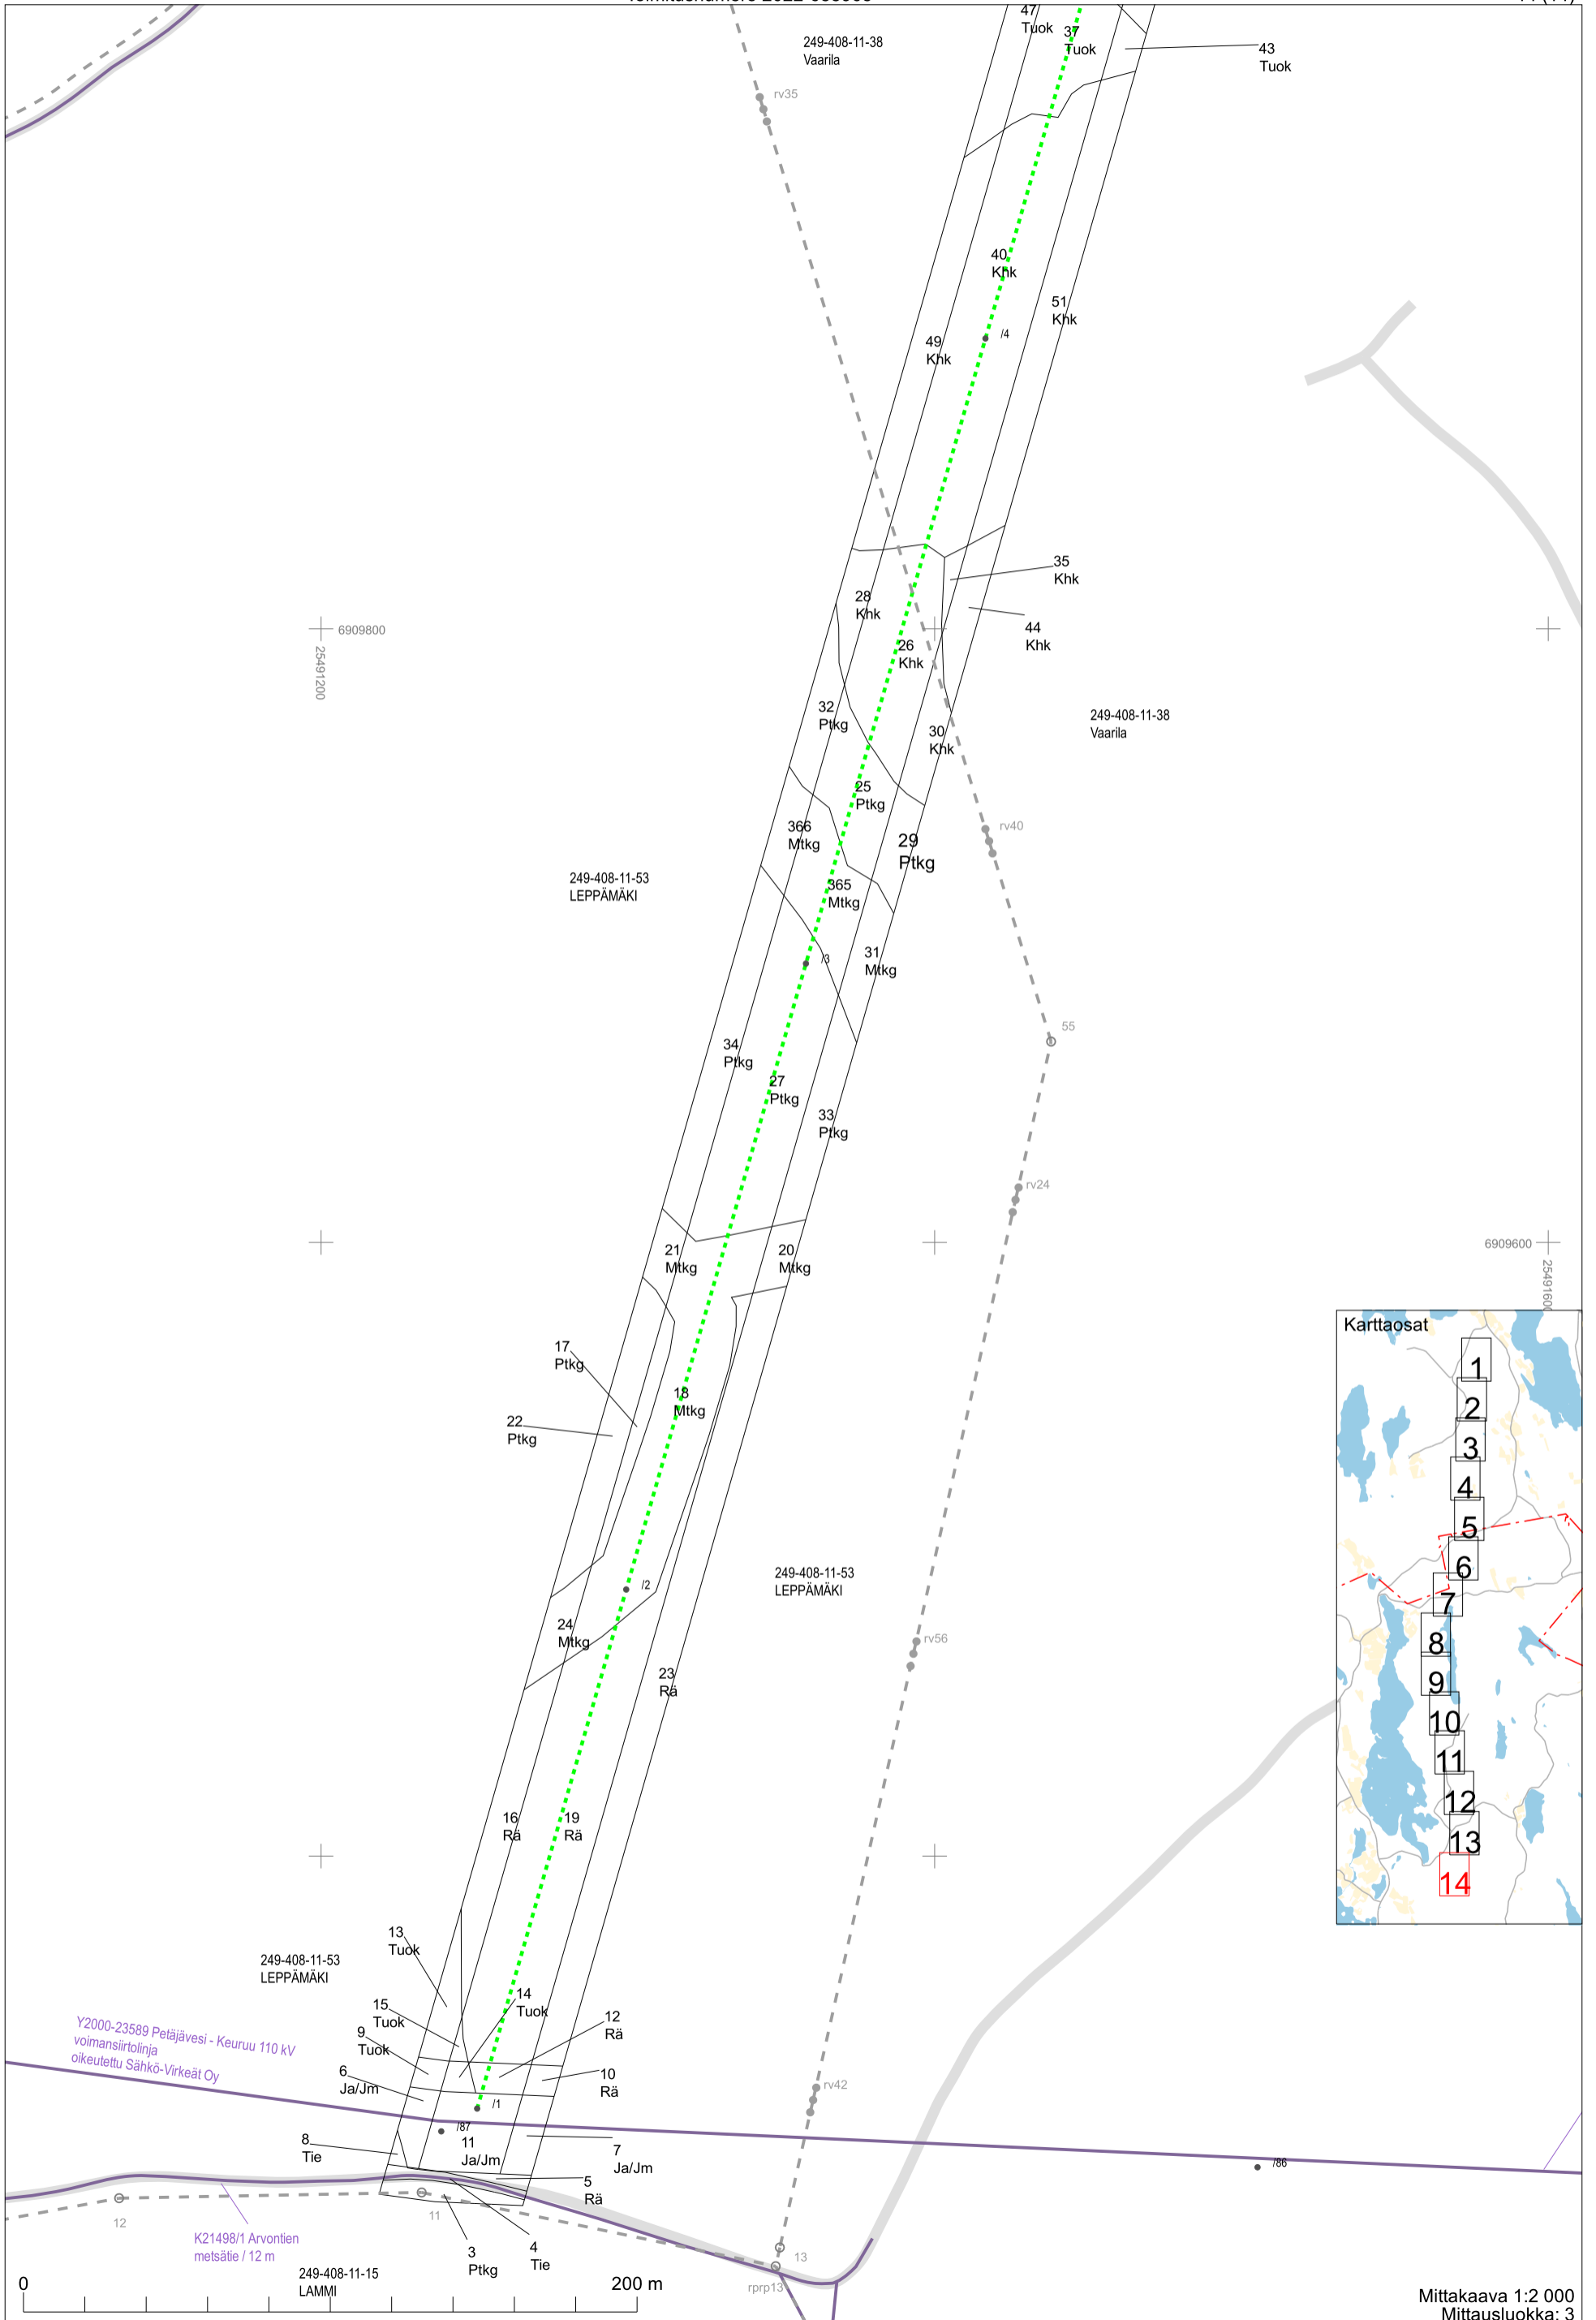 249-408-11-38
Vaarila
47
Tuok
37
Tuok
43
Tuok
rv35
40
Khk
51
Khk
49
Khk
/4
35
Khk
28
Khk
44
Khk
6909800
25491200
26
Khk
32
Ptkg
30
Khk
249-408-11-38
Vaarila
25
Ptkg
366
Mtkg
29
Ptkg
rv40
249-408-11-53
LEPPÄMÄKI
365
Mtkg
31
Mtkg
/3
55
34
Ptkg
27
Ptkg
33
Ptkg
rv24
21
Mtkg
20
Mtkg
6909600
25491600
17
Ptkg
18
Mtkg
22
Ptkg
Karttaosat
1
2
3
4
5
6
7
8
9
10
11
12
13
14
/2
249-408-11-53
LEPPÄMÄKI
24
Mtkg
rv56
23
Rä
16
Rä
19
Rä
13
Tuok
249-408-11-53
LEPPÄMÄKI
14
Tuok
15
Tuok
12
Rä
9
Tuok
6
Ja/Jm
10
Rä
Y2000-23589 Petäjävesi - Keuruu 110 kV
voimansiirtolinja
oikeutettu Sähkö-Virkeät Oy
rv42
/1
/87
11
Ja/Jm
7
Ja/Jm
8
Tie
/86
5
Rä
12
11
K21498/1 Arvontien
metsätie / 12 m
3
Ptkg
4
Tie
13
rprp13
249-408-11-15
LAMMI
0
200 m
Mittakaava 1:2 000
Mittausluokka: 3